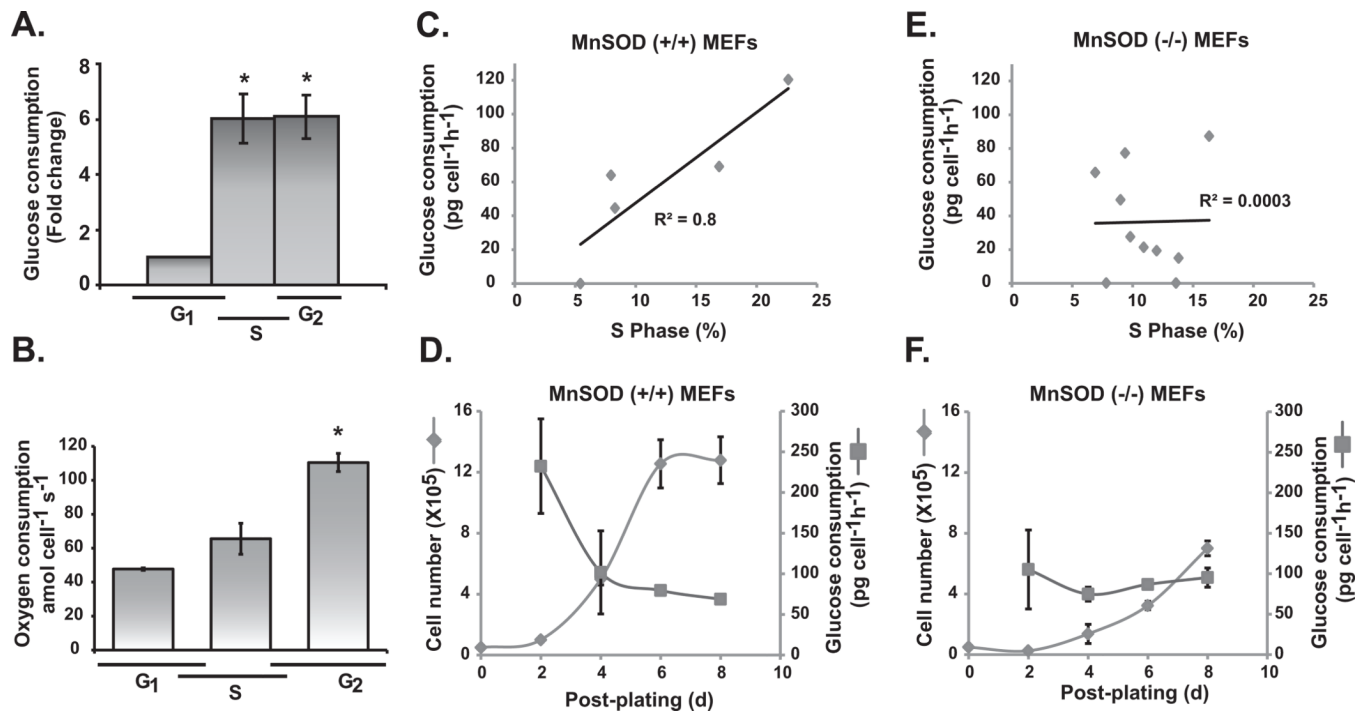 A.
Glucose consumption
(Fold change)
8
6
4
2
0
*
*
G1
S
G2
B.
Oxygen consumption
amol cell-1 s-1
120
100
80
60
40
20
0
*
G1
S
G2
C.
MnSOD (+/+) MEFs
Glucose consumption
(pg cell-1h-1)
120
100
80
60
40
20
0
R² = 0.8
0 5 10 15 20 25
S Phase (%)
D.
MnSOD (+/+) MEFs
Cell number (X105)
16
12
8
4
0
300
250
200
150
100
50
0
Glucose consumption
(pg cell-1h-1)
0 2 4 6 8 10
Post-plating (d)
E.
MnSOD (-/-) MEFs
Glucose consumption
(pg cell-1h-1)
120
100
80
60
40
20
0
R² = 0.0003
0 5 10 15 20 25
S Phase (%)
F.
MnSOD (-/-) MEFs
Cell number (X105)
16
12
8
4
0
300
250
200
150
100
50
0
Glucose consumption
(pg cell-1h-1)
0 2 4 6 8 10
Post-plating (d)